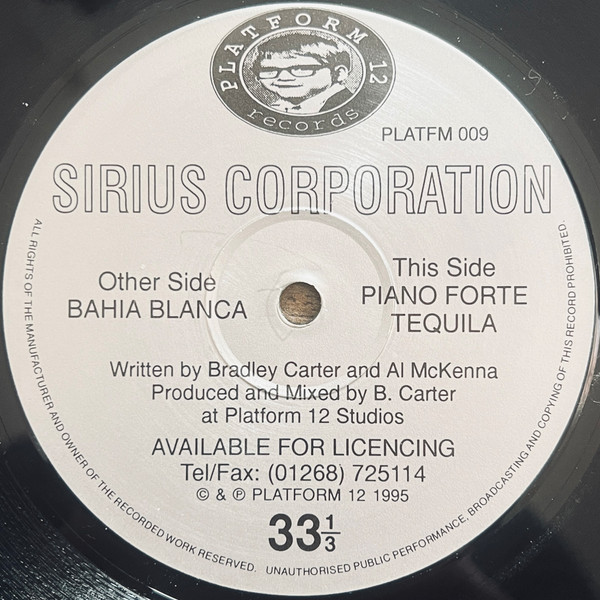 PLATFORM 12
records
PLATFM 009
SIRIUS CORPORATION
Other Side
BAHIA BLANCA
This Side
PIANO FORTE
TEQUILA
Written by Bradley Carter and Al McKenna
Produced and Mixed by B. Carter
at Platform 12 Studios
AVAILABLE FOR LICENCING
Tel/Fax: (01268) 725114
© & ℗ PLATFORM 12 1995
33 1/3
ALL RIGHTS OF THE MANUFACTURER AND OWNER OF THE RECORDED WORK RESERVED. UNAUTHORISED PUBLIC PERFORMANCE, BROADCASTING AND COPYING OF THIS RECORD PROHIBITED.